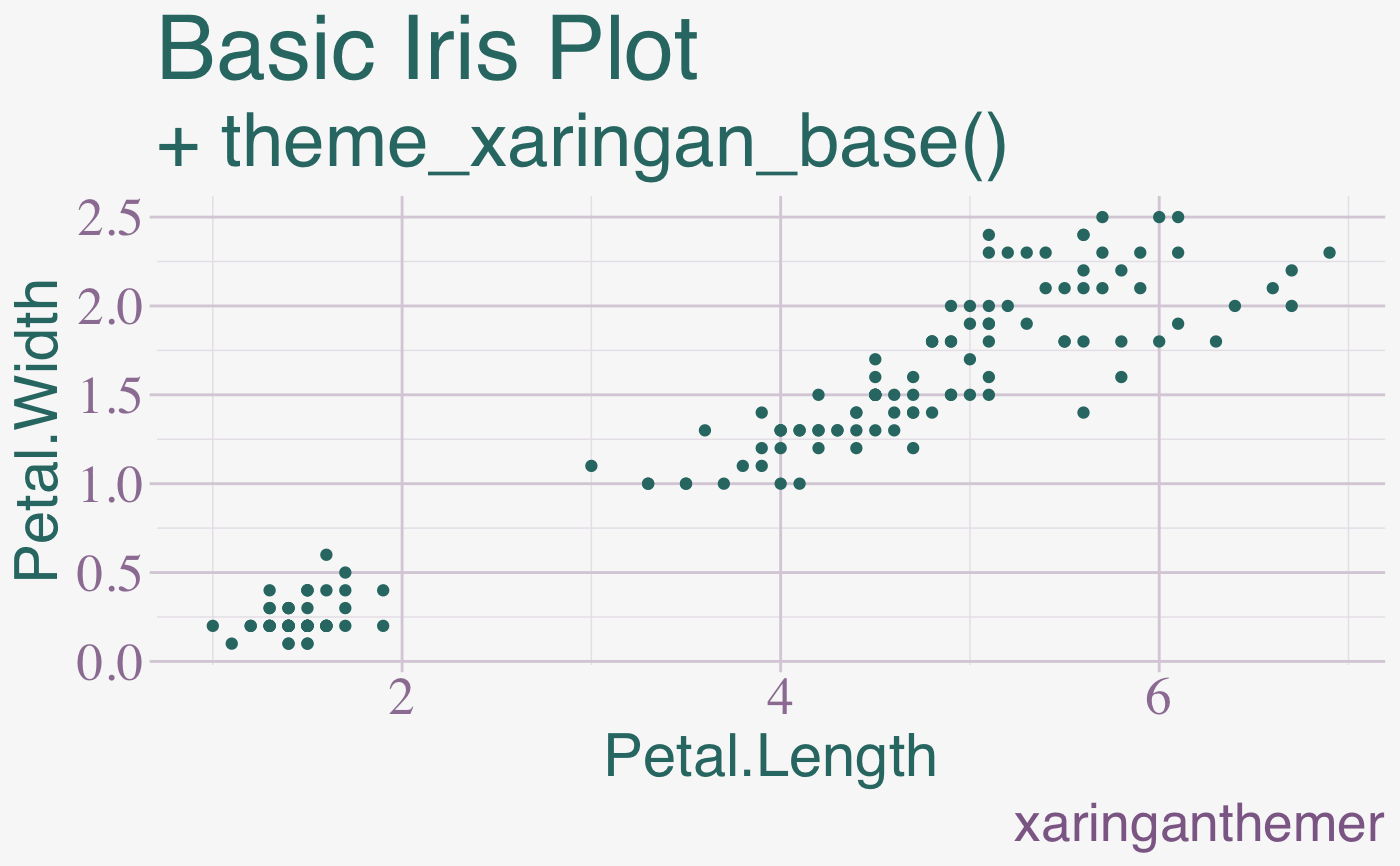 Basic Iris Plot
+ theme_xaringan_base()
Petal.Width
2.5
2.0
1.5
1.0
0.5
0.0
2 4 6
Petal.Length
xaringanthemer